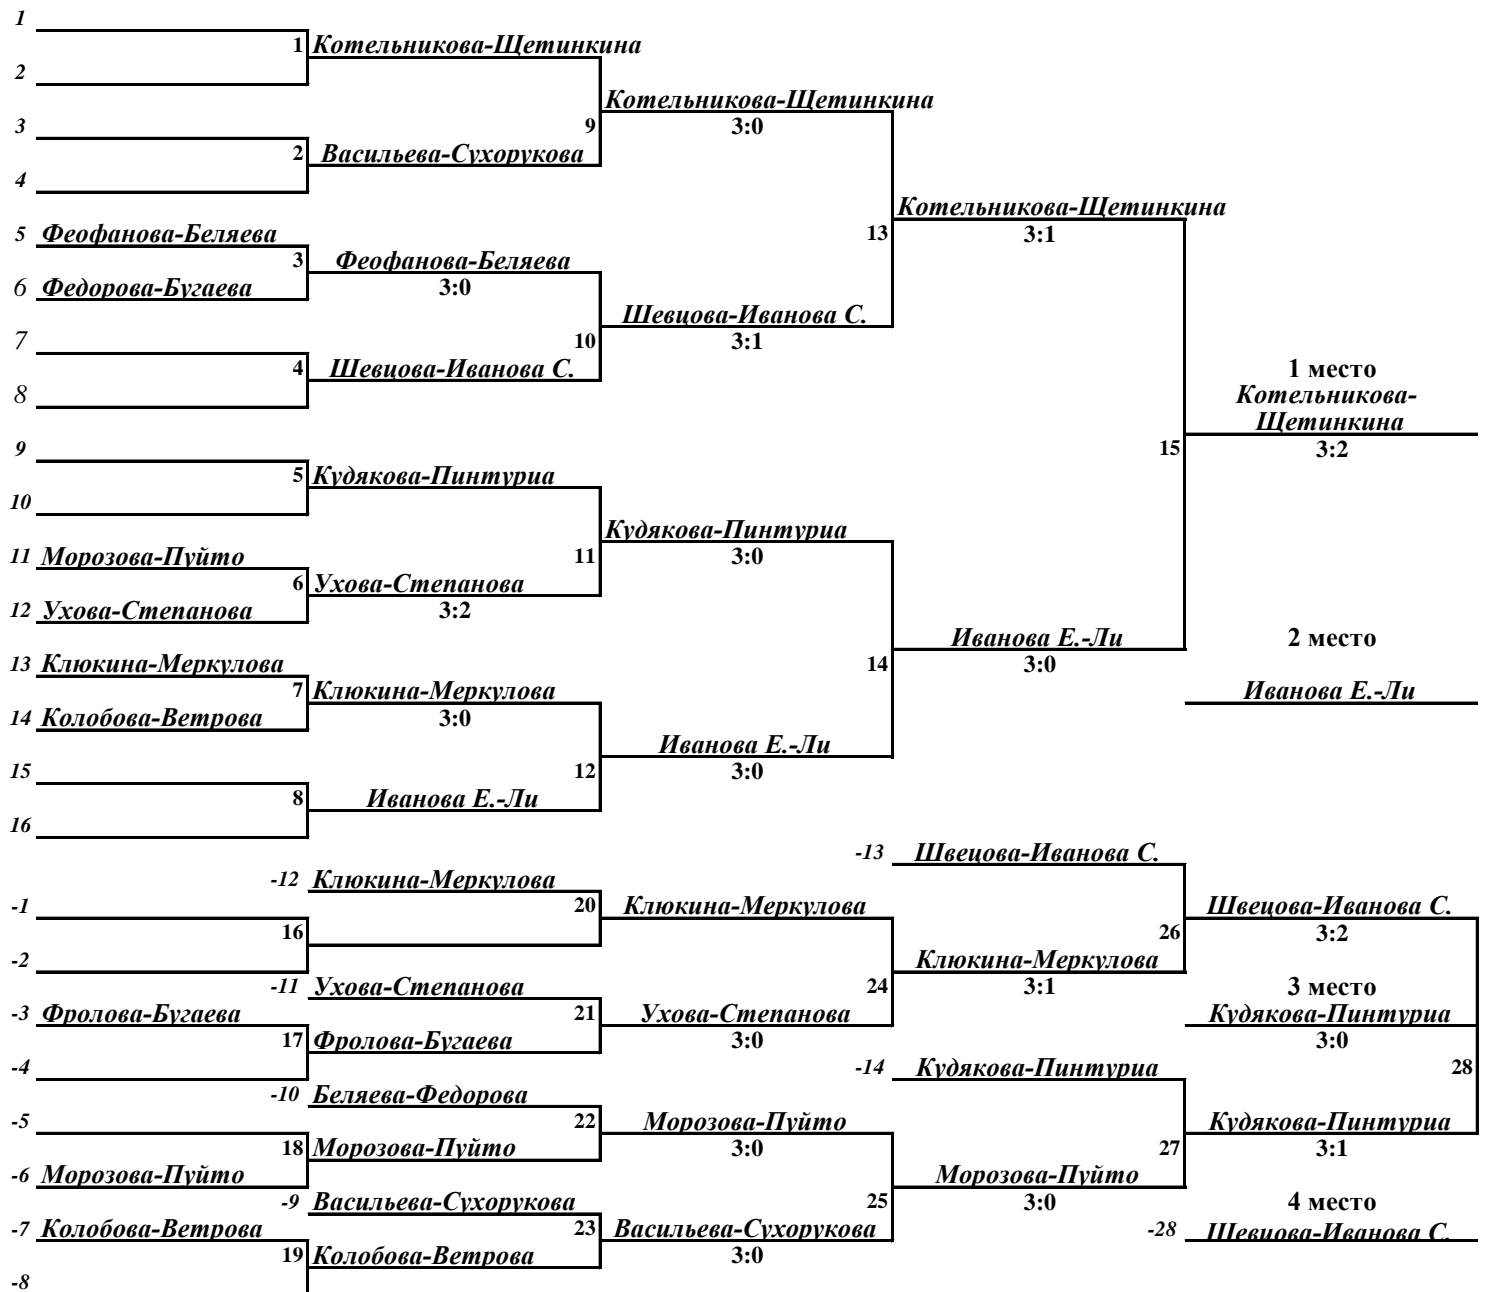 1
1 Котельникова-Щетинкина
2
Котельникова-Щетинкина
3
9
3:0
2 Васильева-Сухорукова
4
Котельникова-Щетинкина
5 Феофанова-Беляева
13
3:1
3 Феофанова-Беляева
6 Федорова-Бугаева
3:0
Шевцова-Иванова С.
7
10
3:1
4 Шевцова-Иванова С.
1 место
8
Котельникова-
Щетинкина
9
15
3:2
5 Кудякова-Пинтуриа
10
Кудякова-Пинтуриа
11 Морозова-Пуйто
11
3:0
6 Ухова-Степанова
12 Ухова-Степанова
3:2
Иванова Е.-Ли
2 место
13 Клюкина-Меркулова
14
3:0
7 Клюкина-Меркулова
Иванова Е.-Ли
14 Колобова-Ветрова
3:0
Иванова Е.-Ли
15
12
3:0
8 Иванова Е.-Ли
16
-13 Швецова-Иванова С.
-12 Клюкина-Меркулова
-1
20 Клюкина-Меркулова
Швецова-Иванова С.
16
26
3:2
-2
Клюкина-Меркулова
-11 Ухова-Степанова
24
3:1
3 место
-3 Фролова-Бугаева
21 Ухова-Степанова
Кудякова-Пинтуриа
17 Фролова-Бугаева
3:0
3:0
-4
-14 Кудякова-Пинтуриа
28
-10 Беляева-Федорова
-5
22 Морозова-Пуйто
Кудякова-Пинтуриа
18 Морозова-Пуйто
3:0
27
3:1
-6 Морозова-Пуйто
Морозова-Пуйто
-9 Васильева-Сухорукова
25
3:0
4 место
-7 Колобова-Ветрова
23 Васильева-Сухорукова
-28 Шевцова-Иванова С.
19 Колобова-Ветрова
3:0
-8